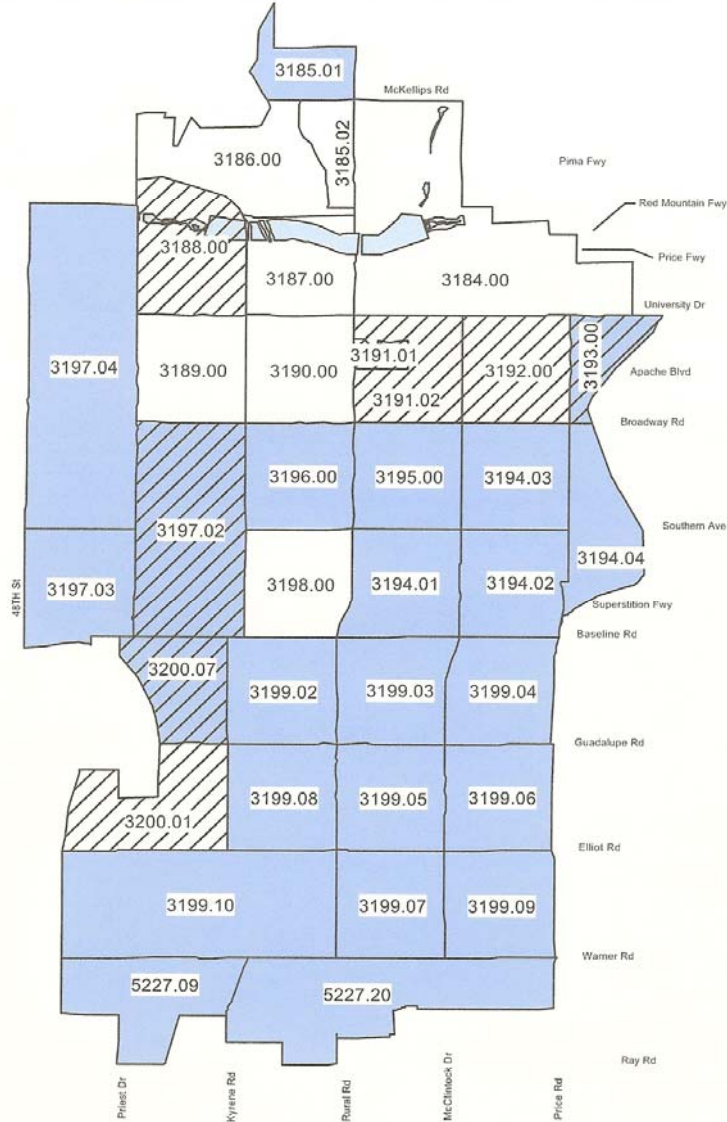 3185.01
McKellips Rd
3185.02
3186.00
Pima Fwy
Red Mountain Fwy
3188.00
Price Fwy
3187.00
3184.00
University Dr
3197.04
3189.00
3190.00
3191.01
3191.02
3192.00
3193.00
Apache Blvd
Broadway Rd
3196.00
3195.00
3194.03
3197.02
Southern Ave
3194.04
48TH St
3197.03
3198.00
3194.01
3194.02
Superstition Fwy
Baseline Rd
3200.07
3199.02
3199.03
3199.04
Guadalupe Rd
3199.08
3199.05
3199.06
3200.01
Elliot Rd
3199.10
3199.07
3199.09
Warner Rd
5227.09
5227.20
Ray Rd
Priest Dr
Kyrene Rd
Rural Rd
McClintock Dr
Price Rd